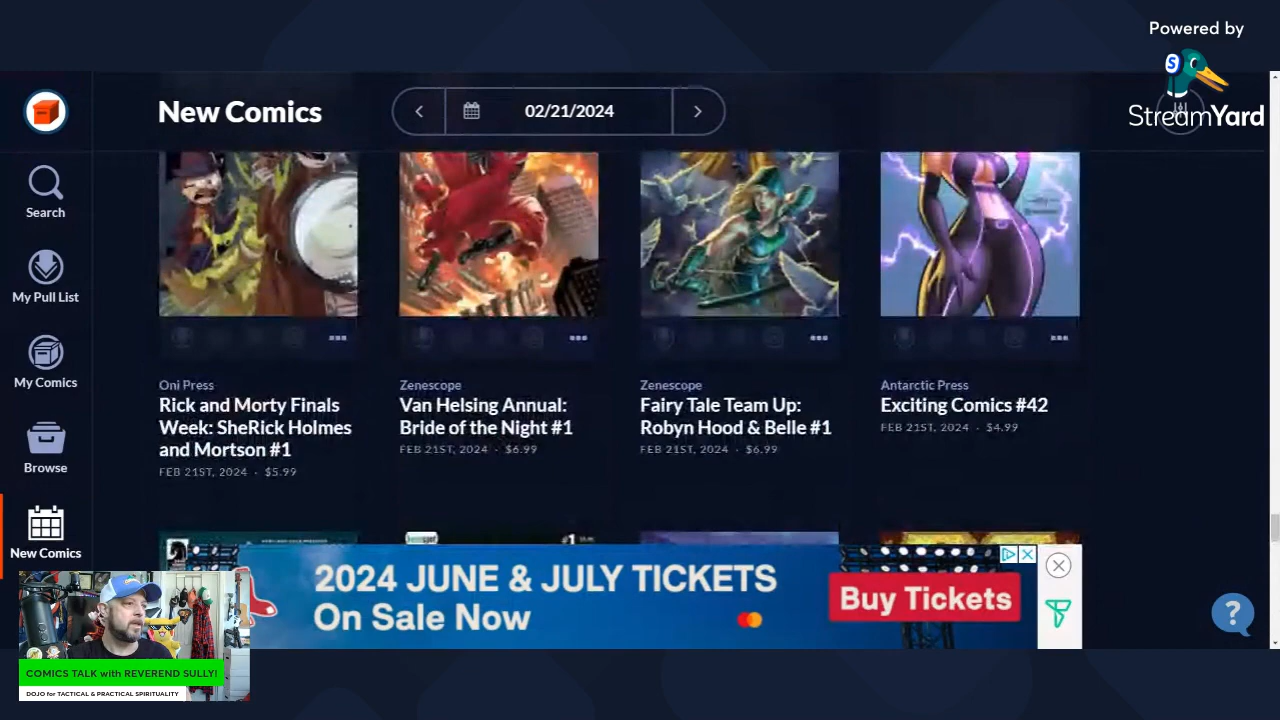 Powered by
StreamYard
New Comics
02/21/2024
Search
My Pull List
My Comics
Browse
New Comics
Oni Press
Rick and Morty Finals
Week: SheRick Holmes
and Mortson #1
FEB 21ST, 2024 · $5.99
Zenescope
Van Helsing Annual:
Bride of the Night #1
FEB 21ST, 2024 · $6.99
Zenescope
Fairy Tale Team Up:
Robyn Hood & Belle #1
FEB 21ST, 2024 · $6.99
Antarctic Press
Exciting Comics #42
FEB 21ST, 2024 · $4.99
#1
2024 JUNE & JULY TICKETS
On Sale Now
Buy Tickets
?
COMICS TALK with REVEREND SULLY!
DOJO for TACTICAL & PRACTICAL SPIRITUALITY